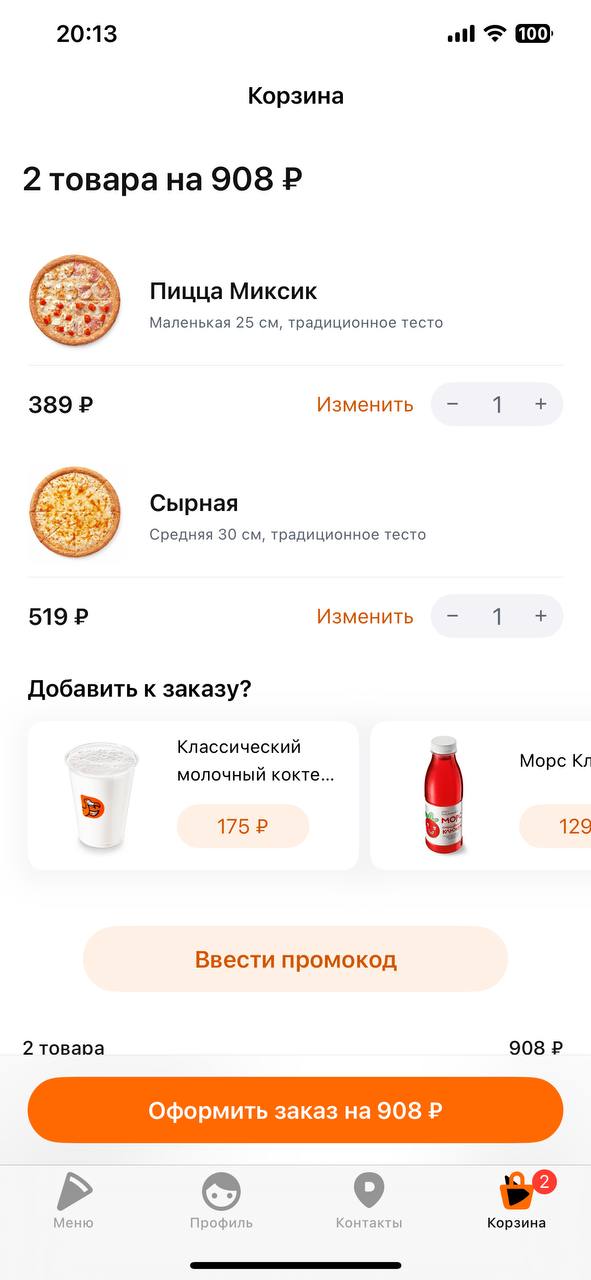 20:13
100
Корзина
2 товара на 908 ₽
Пицца Миксик
Маленькая 25 см, традиционное тесто
389 ₽
Изменить
− 1 +
Сырная
Средняя 30 см, традиционное тесто
519 ₽
Изменить
− 1 +
Добавить к заказу?
Классический
молочный кокте...
175 ₽
МОРС
Морс Кл
129
Ввести промокод
2 товара
908 ₽
Оформить заказ на 908 ₽
2
Меню
Профиль
Контакты
Корзина